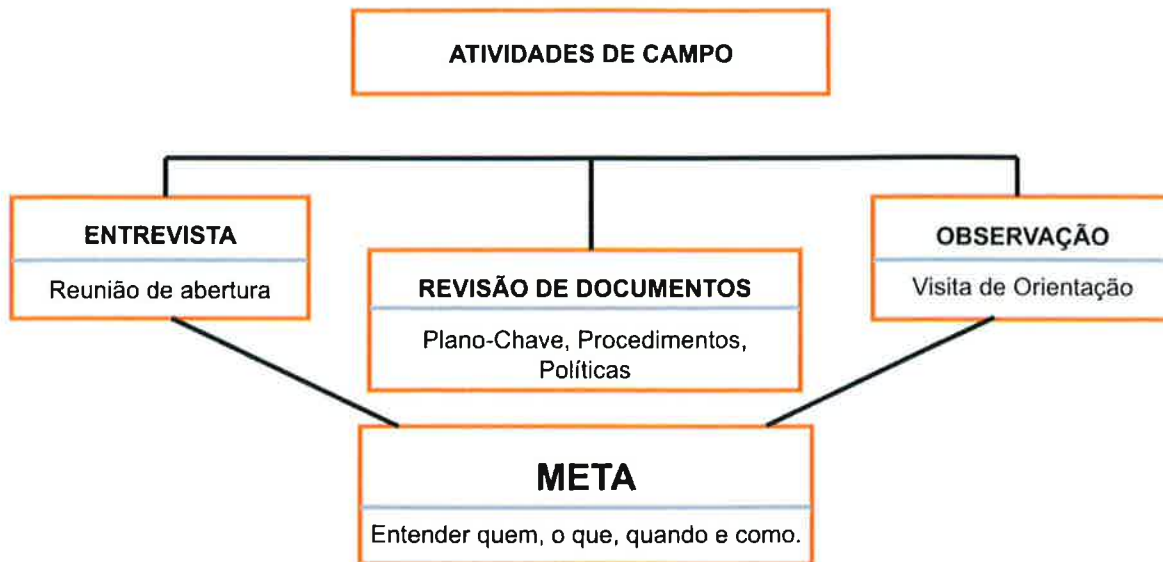 ATIVIDADES DE CAMPO
ENTREVISTA
Reunião de abertura
REVISÃO DE DOCUMENTOS
Plano-Chave, Procedimentos,
Políticas
OBSERVAÇÃO
Visita de Orientação
META
Entender quem, o que, quando e como.